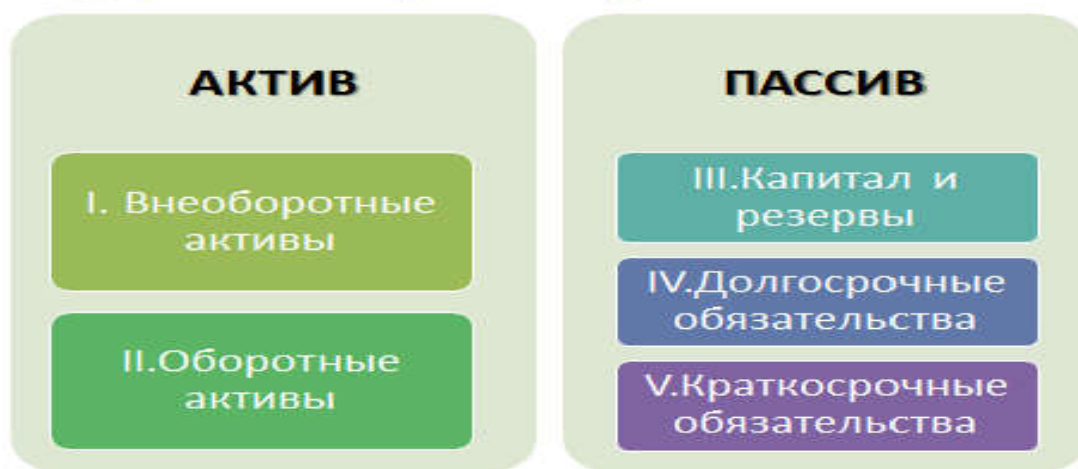 АКТИВ
I. Внеоборотные
активы
II.Оборотные
активы
ПАССИВ
III.Капитал и
резервы
IV.Долгосрочные
обязательства
V.Краткосрочные
обязательства